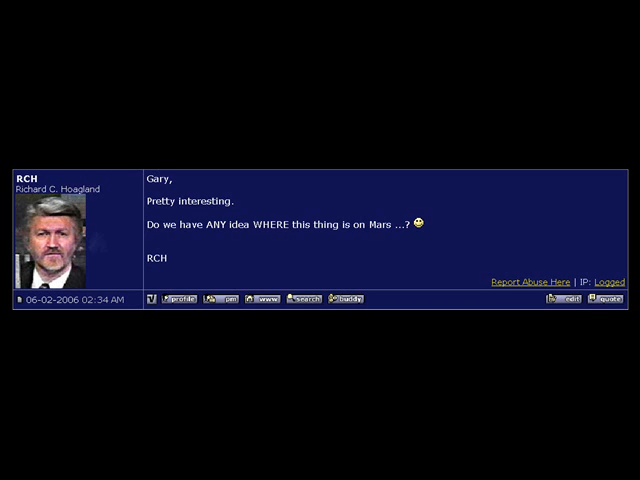 RCH
Richard C. Hoagland
Gary,
Pretty interesting.
Do we have ANY idea WHERE this thing is on Mars ...?
RCH
Report Abuse Here | IP: Logged
06-02-2006 02:34 AM
V profile pm www search buddy edit quote